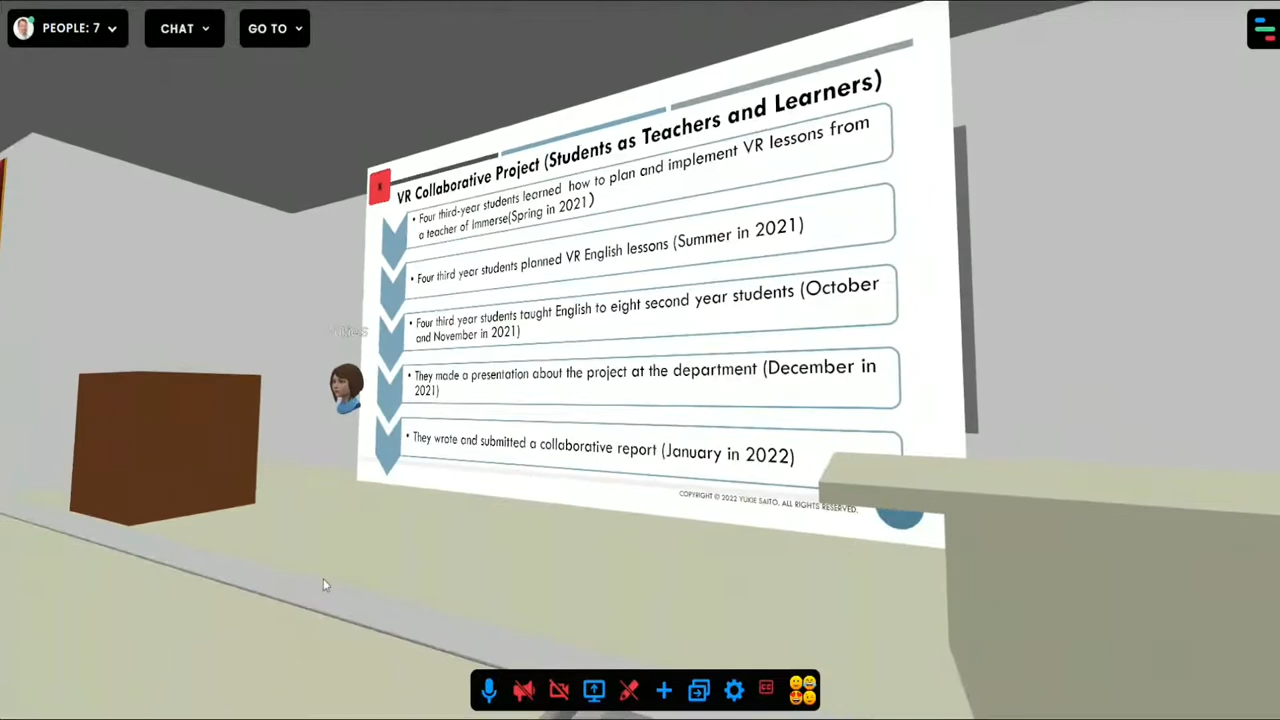 PEOPLE: 7
CHAT
GO TO
VR Collaborative Project (Students as Teachers and Learners)
• Four third-year students learned how to plan and implement VR lessons from
a teacher of Immerse(Spring in 2021)
• Four third year students planned VR English lessons (Summer in 2021)
• Four third year students taught English to eight second year students (October
and November in 2021)
• They made a presentation about the project at the department (December in
2021)
• They wrote and submitted a collaborative report (January in 2022)
COPYRIGHT © 2022 YUKIE SAITO. ALL RIGHTS RESERVED.
CC